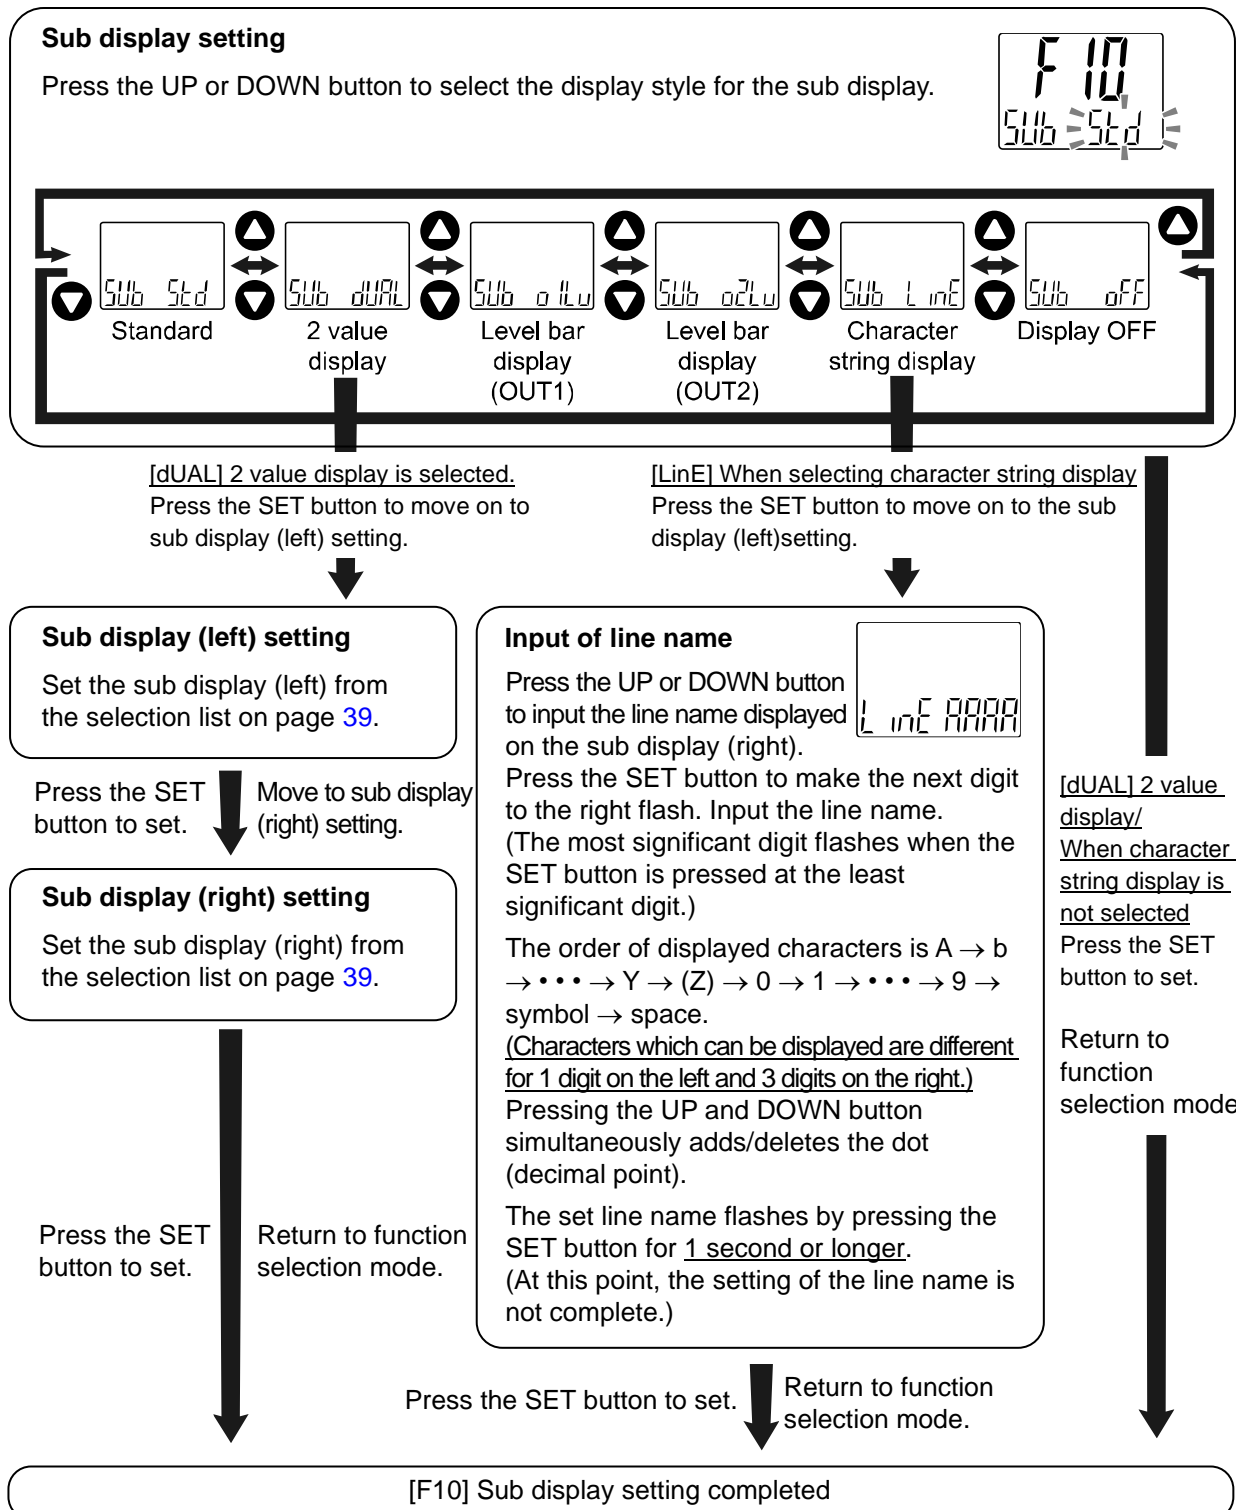 Sub display setting
Press the UP or DOWN button to select the display style for the sub display.
F 10
SUb Std
SUb Std
SUb dUAL
SUb o1Lv
SUb o2Lv
SUb LinE
SUb oFF
Standard
2 value
display
Level bar
display
(OUT1)
Level bar
display
(OUT2)
Character
string display
Display OFF
[dUAL] 2 value display is selected.
Press the SET button to move on to
sub display (left) setting.
[LinE] When selecting character string display
Press the SET button to move on to the sub
display (left)setting.
Sub display (left) setting
Set the sub display (left) from
the selection list on page 39.
Press the SET
button to set.
Move to sub display
(right) setting.
Sub display (right) setting
Set the sub display (right) from
the selection list on page 39.
Press the SET
button to set.
Return to function
selection mode.
Input of line name
LinE AAAA
Press the UP or DOWN button
to input the line name displayed
on the sub display (right).
Press the SET button to make the next digit
to the right flash. Input the line name.
(The most significant digit flashes when the
SET button is pressed at the least
significant digit.)
The order of displayed characters is A → b
→ • • • → Y → (Z) → 0 → 1 → • • • → 9 →
symbol → space.
(Characters which can be displayed are different
for 1 digit on the left and 3 digits on the right.)
Pressing the UP and DOWN button
simultaneously adds/deletes the dot
(decimal point).
The set line name flashes by pressing the
SET button for 1 second or longer.
(At this point, the setting of the line name is
not complete.)
Press the SET button to set.
Return to function
selection mode.
[dUAL] 2 value
display/
When character
string display is
not selected
Press the SET
button to set.
Return to
function
selection mode
[F10] Sub display setting completed